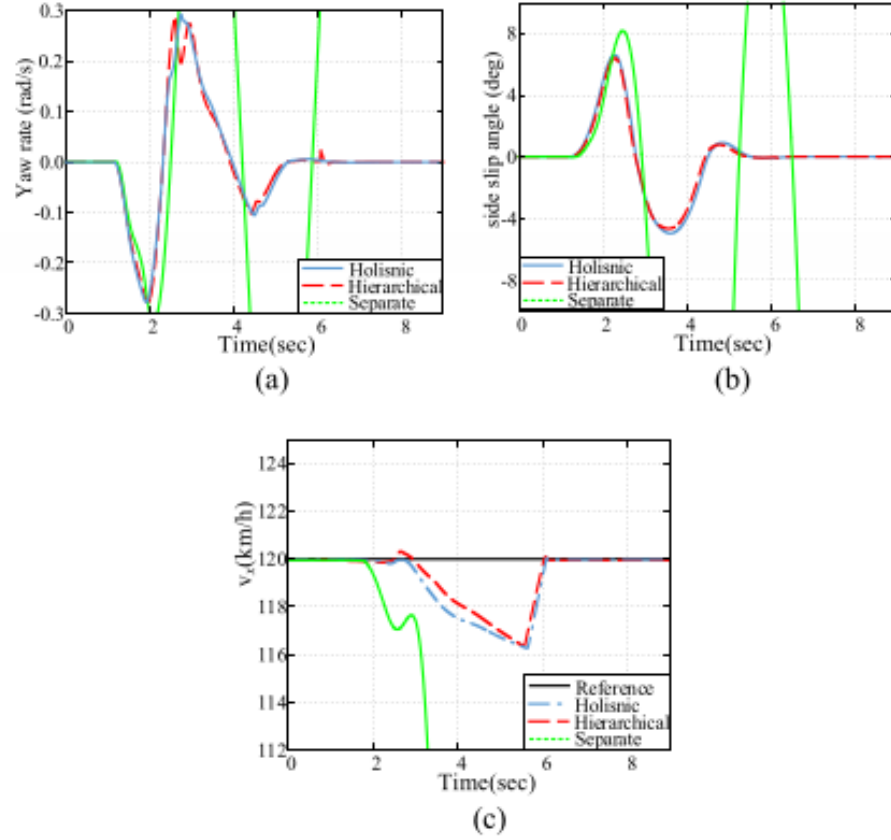 Yaw rate (rad/s)
0.3
0.2
0.1
0.0
-0.1
-0.2
-0.3
0
2
4
6
8
Time(sec)
Holisnic
Hierarchical
Separate
(a)
side slip angle (deg)
8
4
0
-4
-8
0
2
4
6
8
Time(sec)
Holisnic
Hierarchical
Separate
(b)
vx(km/h)
124
122
120
118
116
114
112
0
2
4
6
8
Time(sec)
Reference
Holisnic
Hierarchical
Separate
(c)